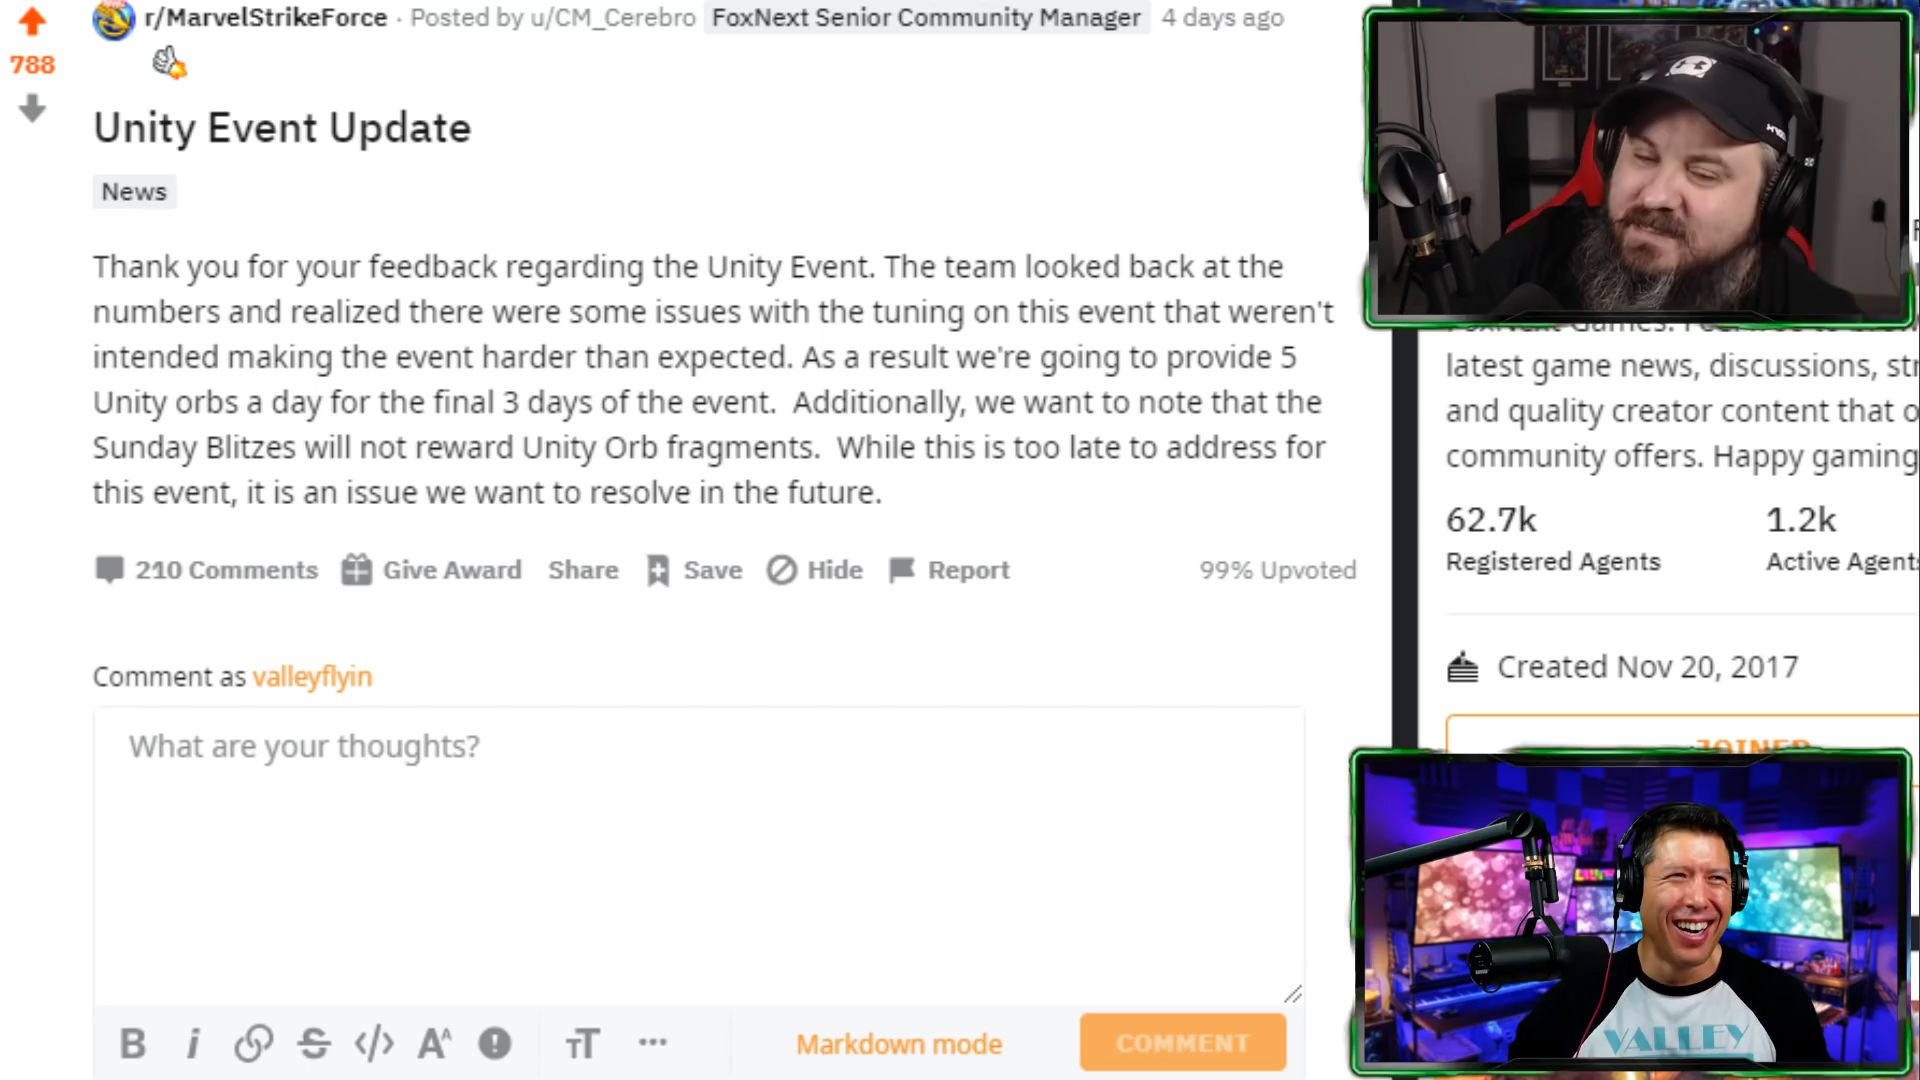 r/MarvelStrikeForce · Posted by u/CM_Cerebro FoxNext Senior Community Manager 4 days ago
788
Unity Event Update
News
Thank you for your feedback regarding the Unity Event. The team looked back at the
numbers and realized there were some issues with the tuning on this event that weren't
intended making the event harder than expected. As a result we're going to provide 5
Unity orbs a day for the final 3 days of the event.  Additionally, we want to note that the
Sunday Blitzes will not reward Unity Orb fragments.  While this is too late to address for
this event, it is an issue we want to resolve in the future.
210 Comments Give Award Share Save Hide Report 99% Upvoted
Comment as valleyflyin
What are your thoughts?
B i S </> A^A ! TT ... Markdown mode COMMENT
FoxNext Games.
latest game news, discussions, str
and quality creator content that o
community offers. Happy gaming
62.7k 1.2k
Registered Agents Active Agents
Created Nov 20, 2017
JOINED
VALLEY